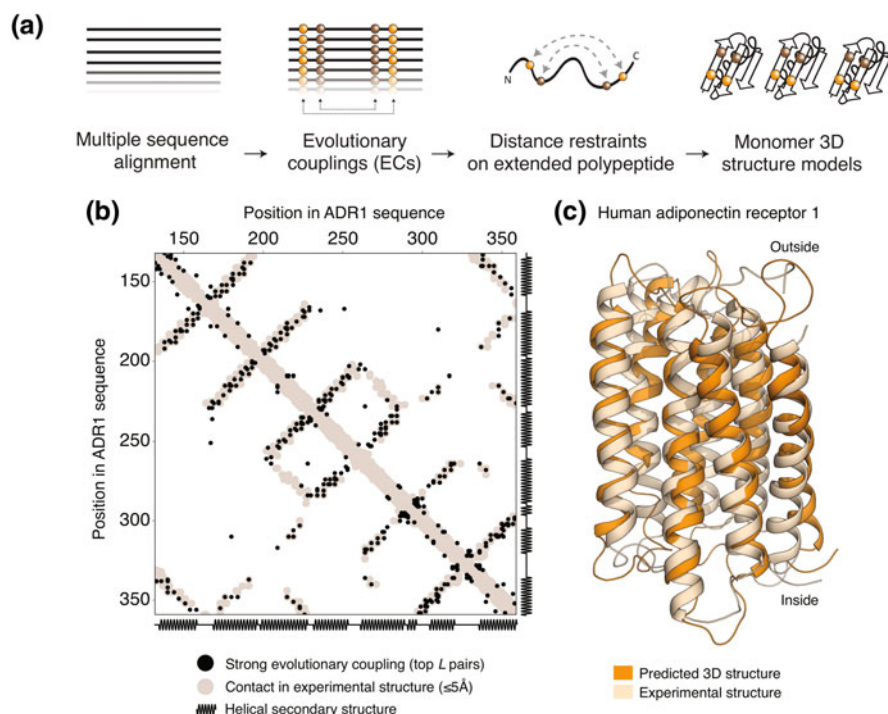 (a)
N
C
Multiple sequence
alignment
Evolutionary
couplings (ECs)
Distance restraints
on extended polypeptide
Monomer 3D
structure models
(b)
Position in ADR1 sequence
150 200 250 300 350
Position in ADR1 sequence
150
200
250
300
350
Strong evolutionary coupling (top L pairs)
Contact in experimental structure (≤5Å)
Helical secondary structure
(c) Human adiponectin receptor 1
Outside
Inside
Predicted 3D structure
Experimental structure